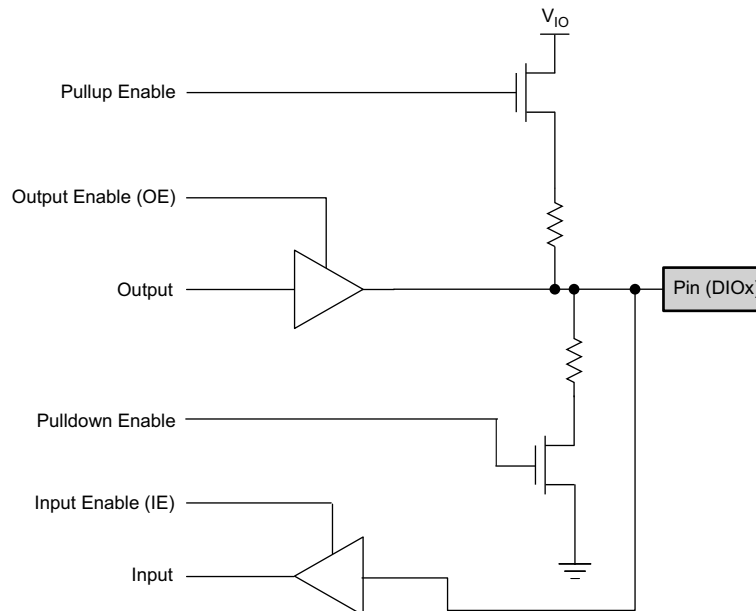 V_IO
Pullup Enable
Output Enable (OE)
Output
Pin (DIOx)
Pulldown Enable
Input Enable (IE)
Input